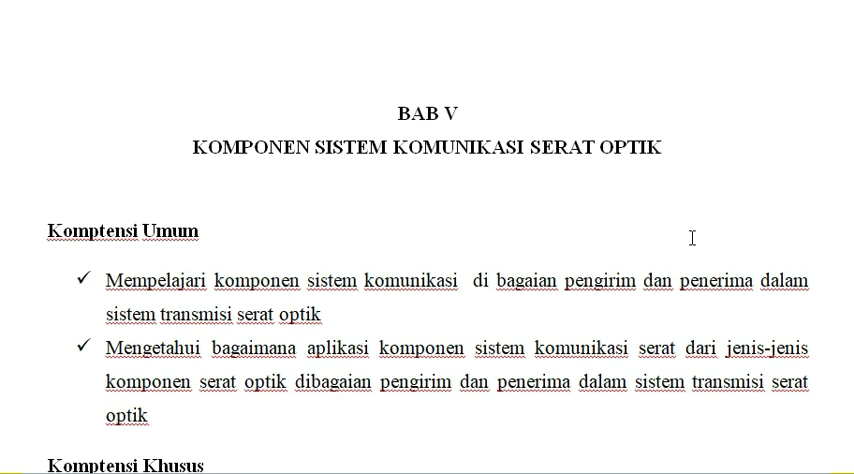 BAB V
KOMPONEN SISTEM KOMUNIKASI SERAT OPTIK
Komptensi Umum
✓ Mempelajari komponen sistem komunikasi di bagaian pengirim dan penerima dalam
sistem transmisi serat optik
✓ Mengetahui bagaimana aplikasi komponen sistem komunikasi serat dari jenis-jenis
komponen serat optik dibagaian pengirim dan penerima dalam sistem transmisi serat
optik
Komptensi Khusus